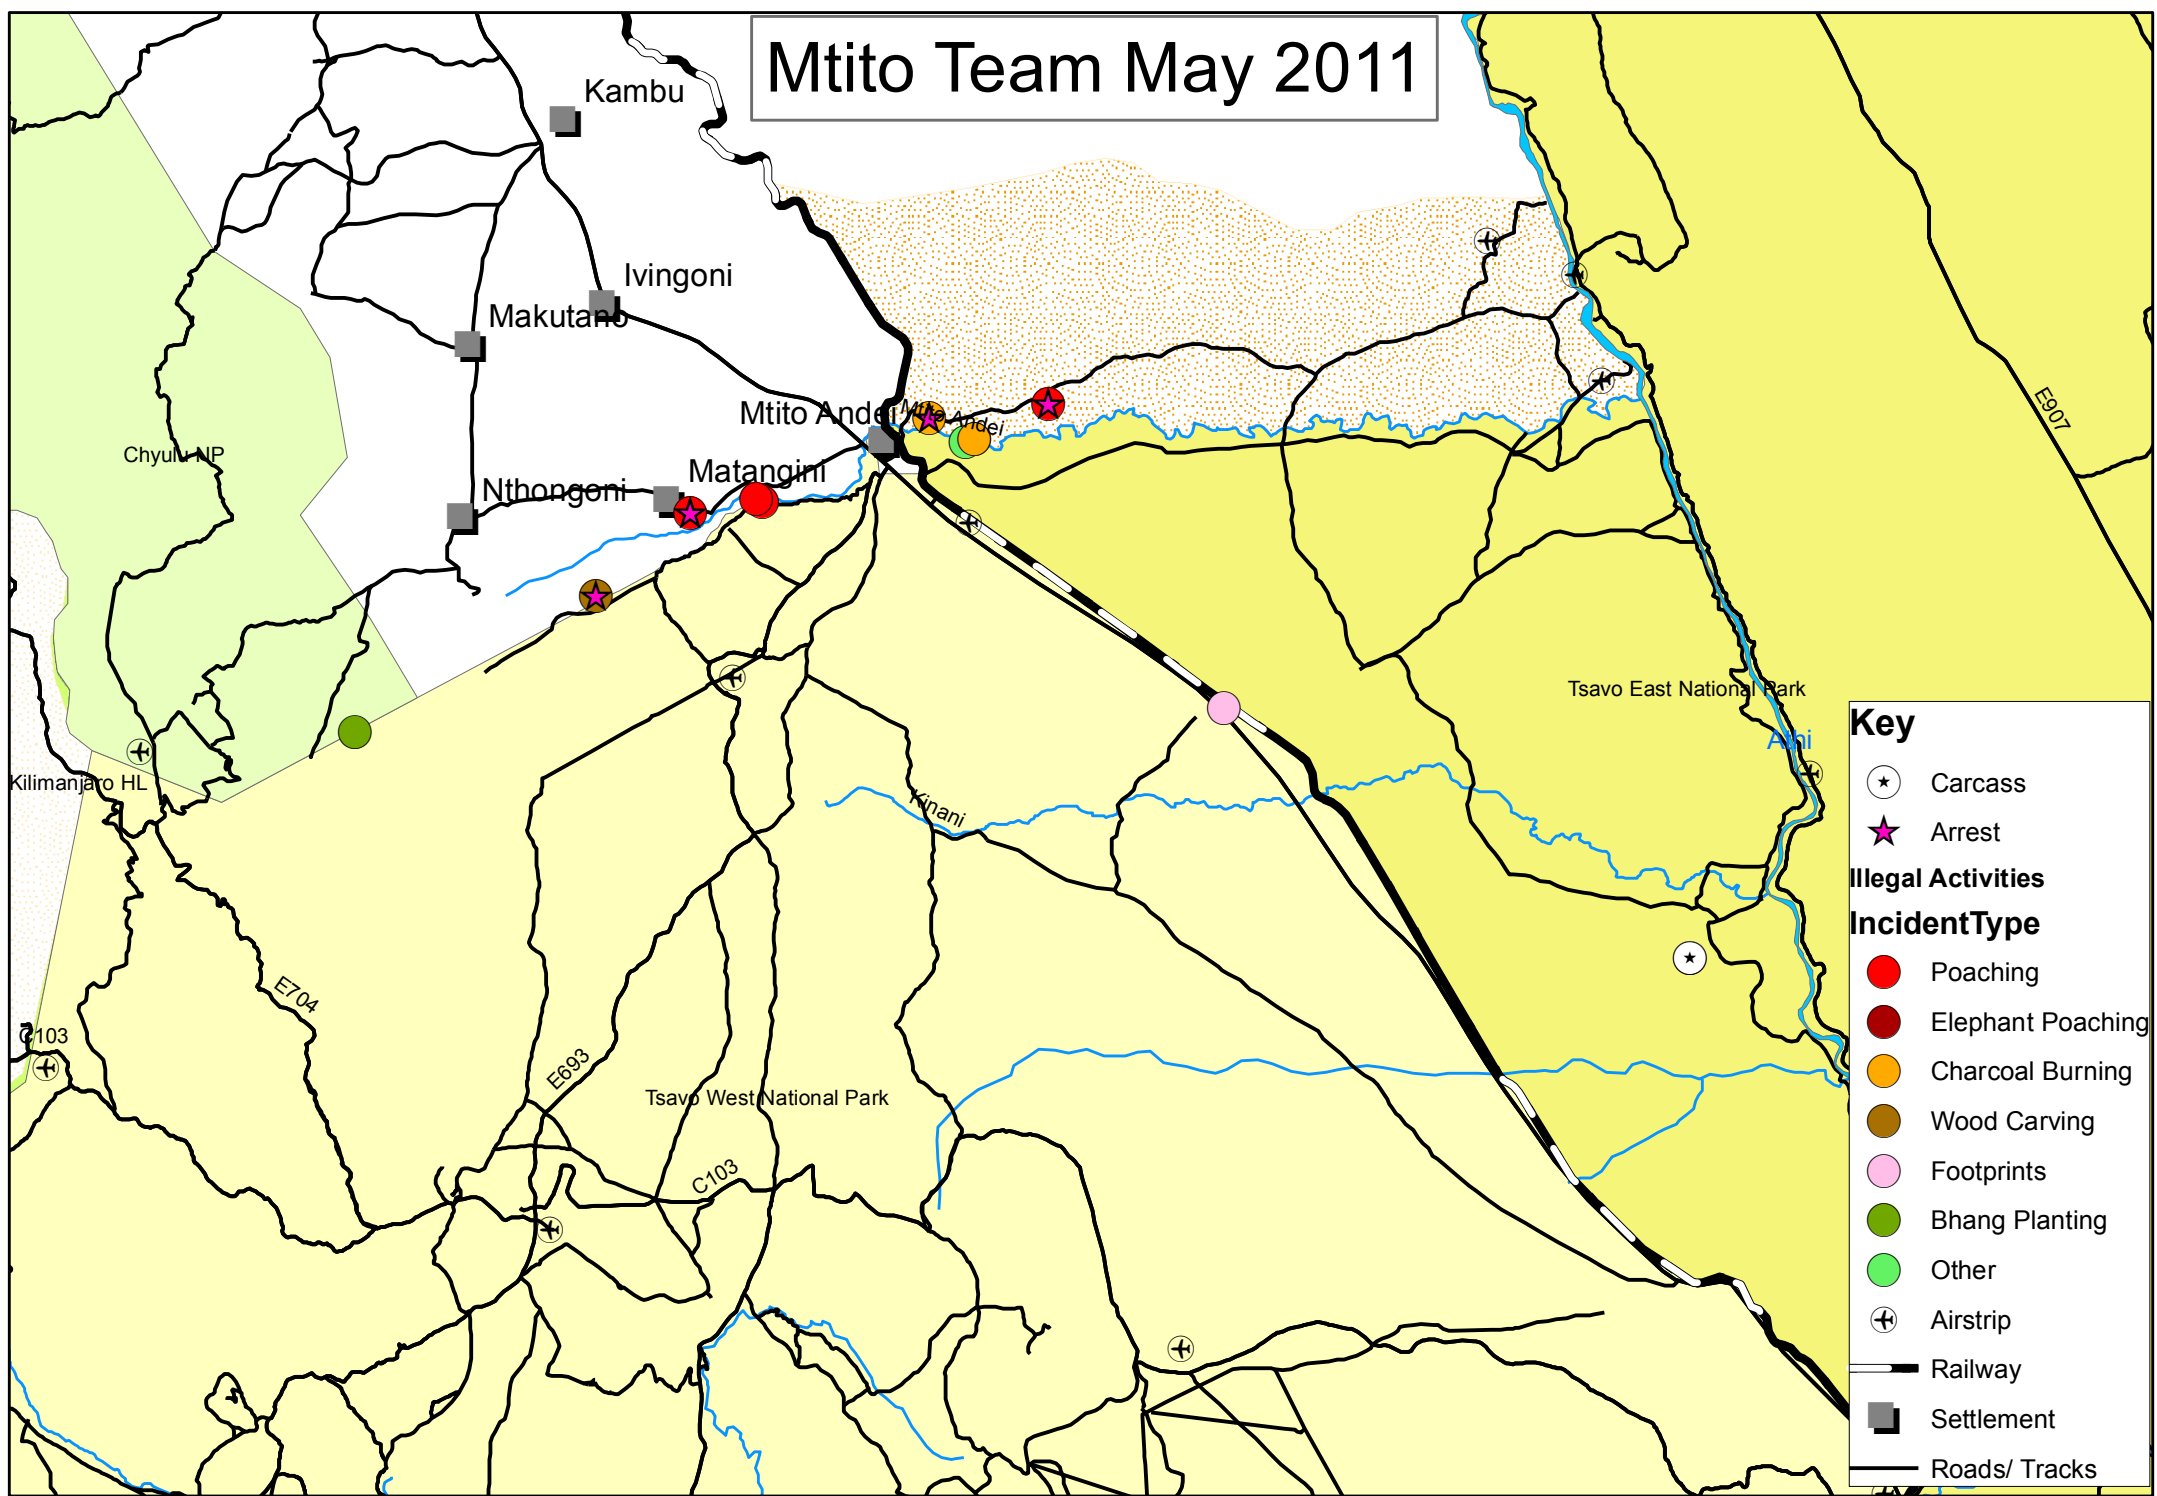 Mtito Team May 2011
Kambu
Ivingoni
Makutano
Mtito Andei
Mtito Andei
Matangini
Nthongoni
Chyulu NP
E907
Tsavo East National Park
Athi
Kilimanjaro HL
Kinani
E704
C103
E693
Tsavo West National Park
C103
Key
Carcass
Arrest
Illegal Activities
IncidentType
Poaching
Elephant Poaching
Charcoal Burning
Wood Carving
Footprints
Bhang Planting
Other
Airstrip
Railway
Settlement
Roads/ Tracks